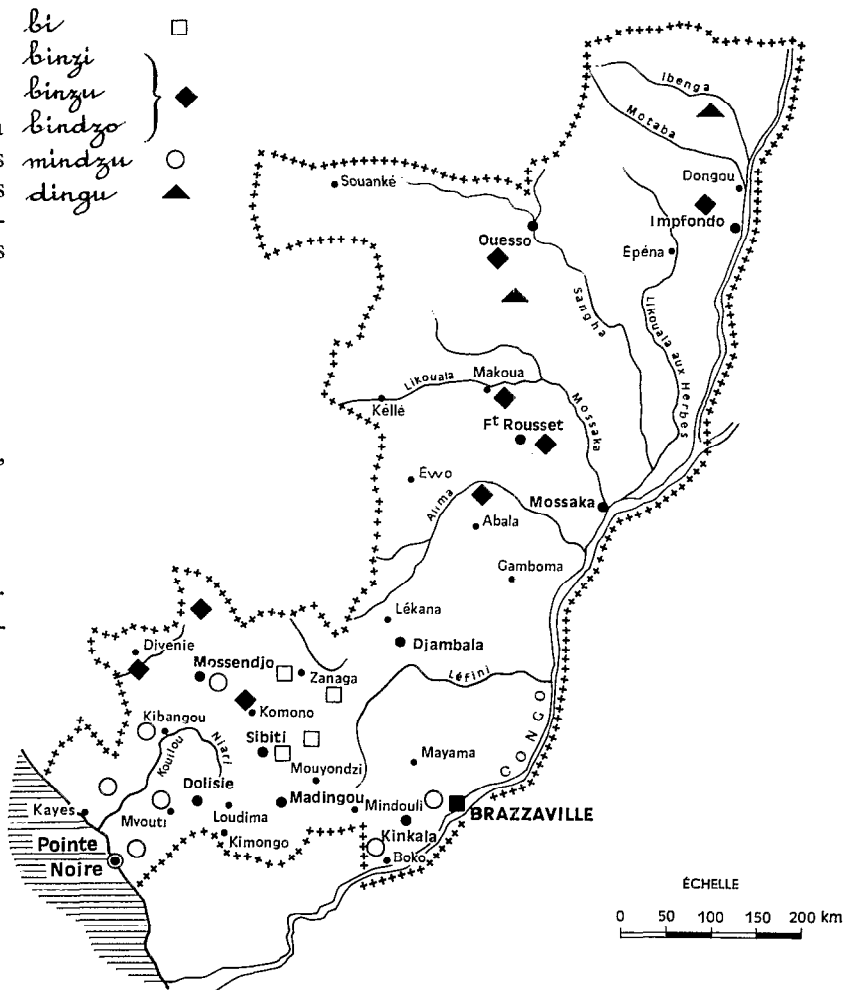 bi
binzi
binzu
bindzo
mindzu
dingu
Ibenga
Motaba
Dongou
Souanké
Impfondo
Ouesso
Épéna
Sangha
Likouala aux Herbes
Makoua
Likouala
Kéllé
Mossaka
Ft Rousset
Éwo
Alima
Mossaka
Abala
Gamboma
Lékana
Divenie
Djambala
Mossendjo
Zanaga
Léfini
Komono
Kibangou
CONGO
Sibiti
Niari
Kouilou
Mayama
Mouyondzi
Dolisie
Madingou
Mindouli
Kayes
Mvouti
Loudima
BRAZZAVILLE
Kimongo
Kinkala
Pointe
Noire
Boko
ÉCHELLE
0 50 100 150 200 km